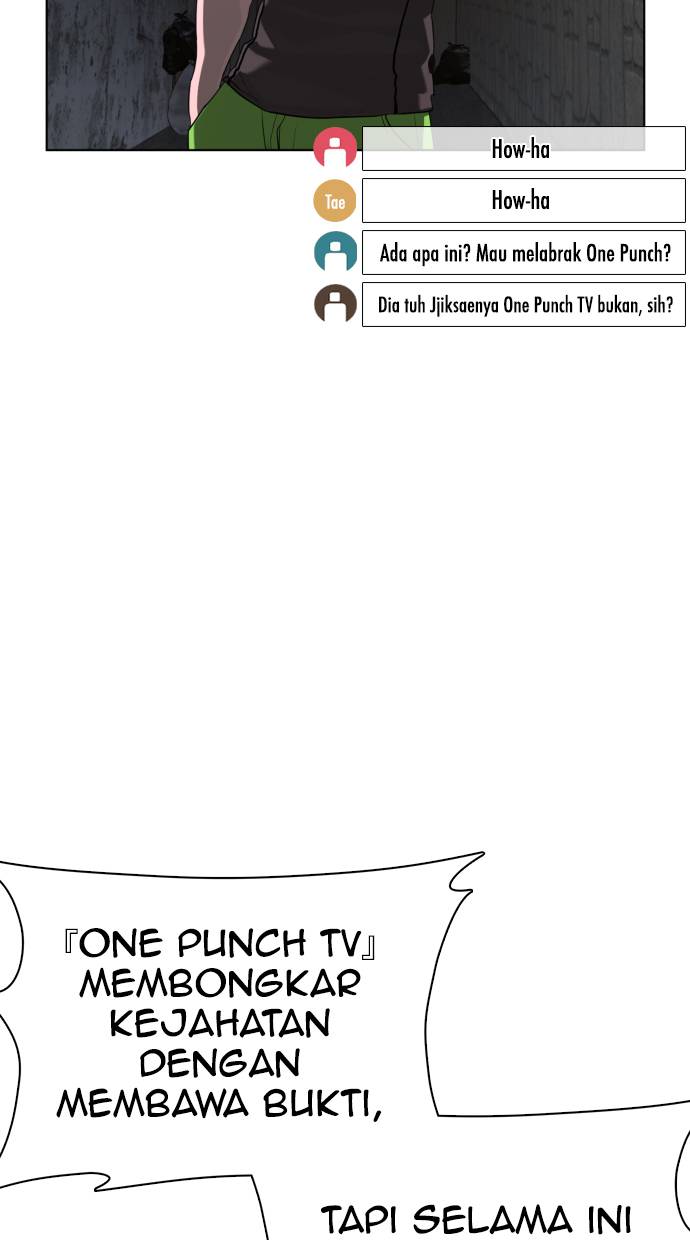 How-ha
Tae
How-ha
Ada apa ini? Mau melabrak One Punch?
Dia tuh Jjiksaenya One Punch TV bukan, sih?
『ONE PUNCH TV』
MEMBONGKAR
KEJAHATAN
DENGAN
MEMBAWA BUKTI,
TAPI SELAMA INI